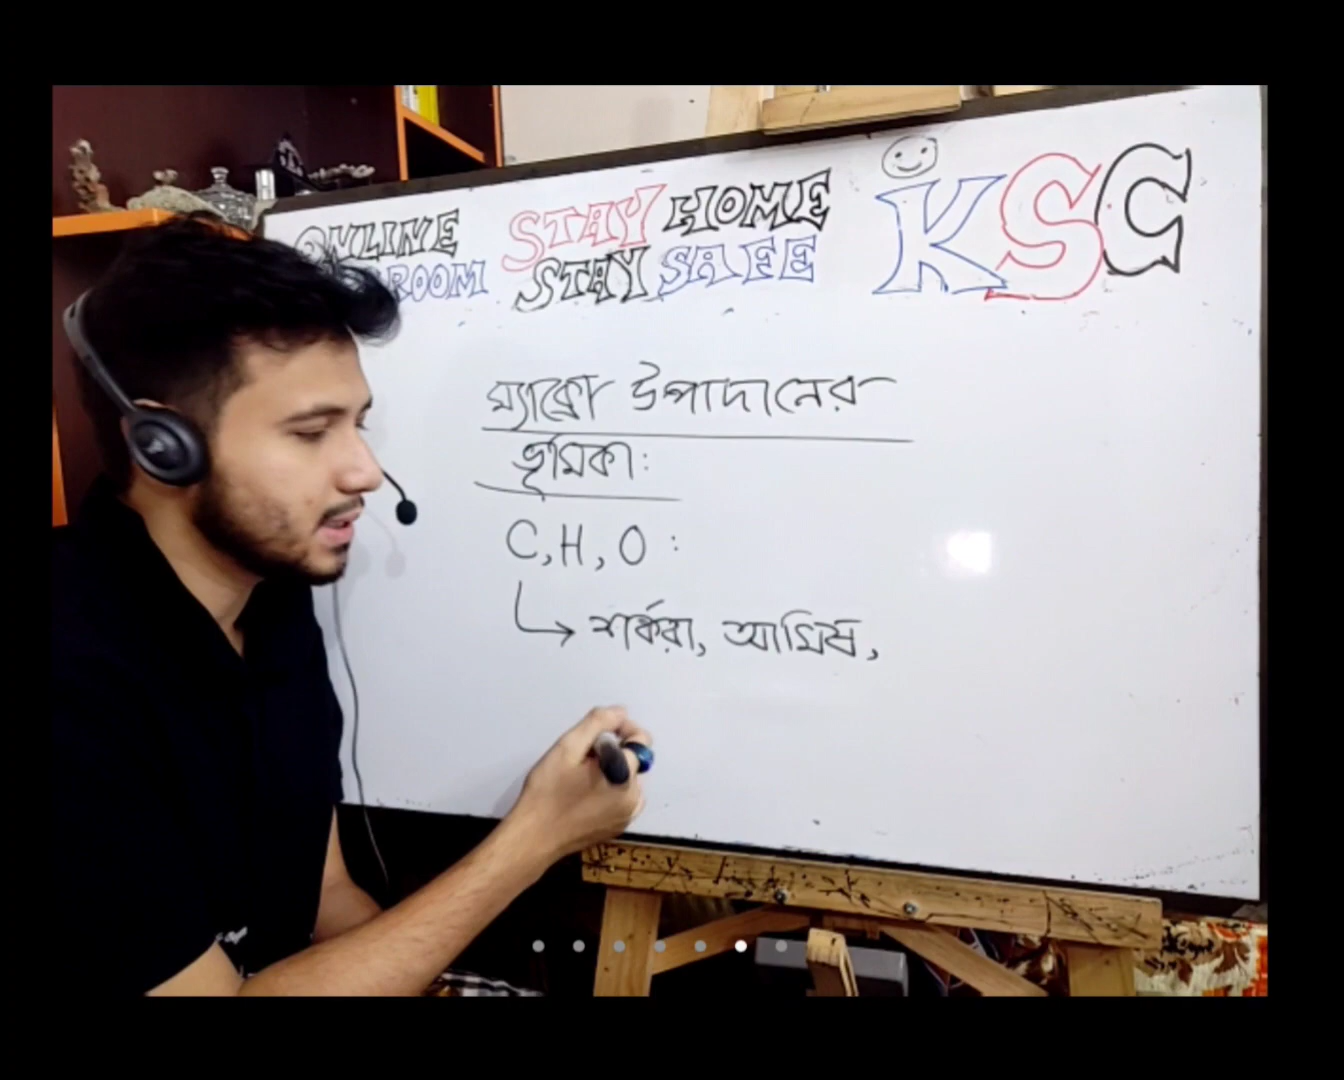 ONLINE
ROOM
STAY HOME
STAY SAFE
KSC
ম্যাক্রো উপাদানের
ভূমিকা:
C, H, O :
শর্করা, আমিষ,